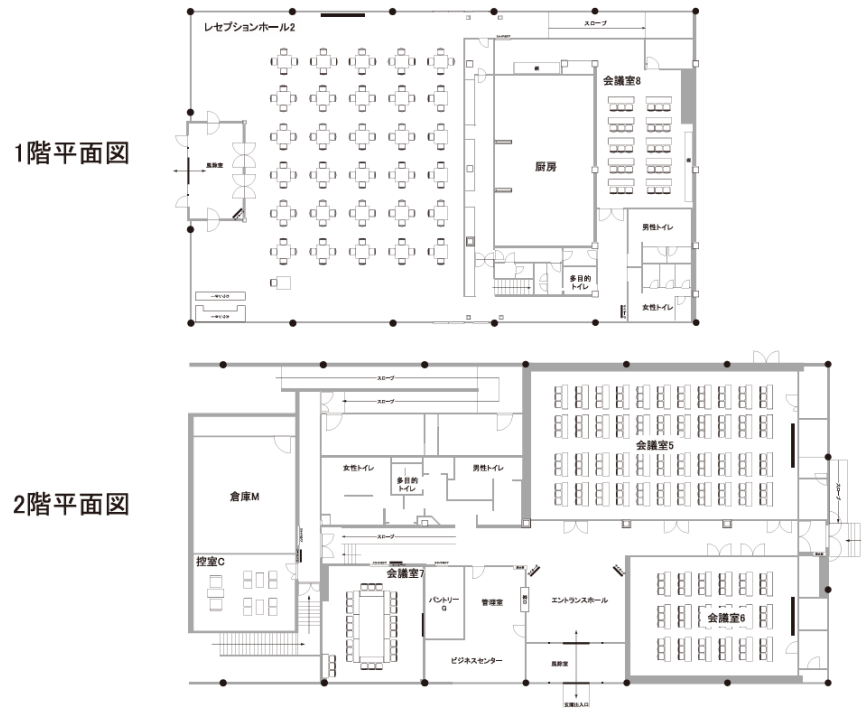 レセプションホール2
スロープ
1階平面図
会議室8
厨房
風除室
男性トイレ
多目的
トイレ
女性トイレ
スロープ
スロープ
2階平面図
会議室5
女性トイレ
多目的
トイレ
男性トイレ
倉庫M
スロープ
スロープ
控室C
会議室7
パントリー
G
管理室
エントランスホール
会議室6
ビジネスセンター
風除室
玄関出入口